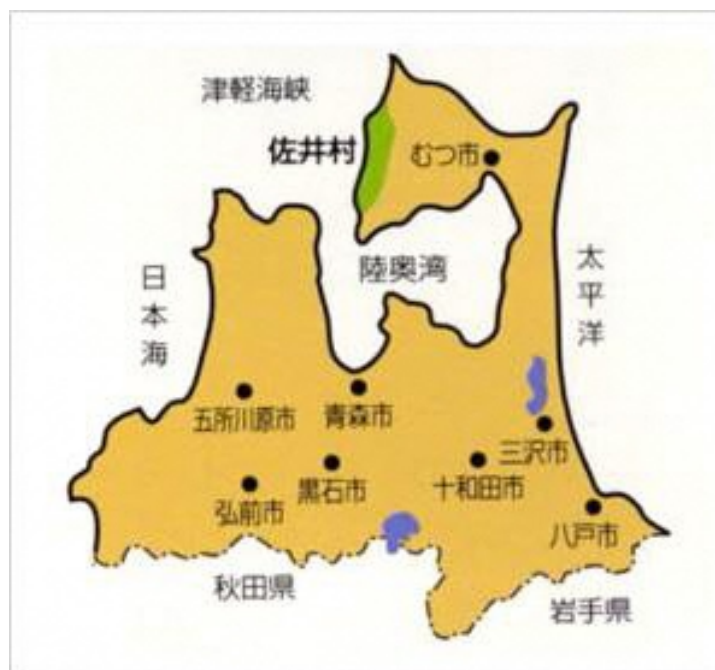 津軽海峡
佐井村
むつ市
陸奥湾
太平洋
日本海
五所川原市
青森市
三沢市
弘前市
黒石市
十和田市
八戸市
秋田県
岩手県